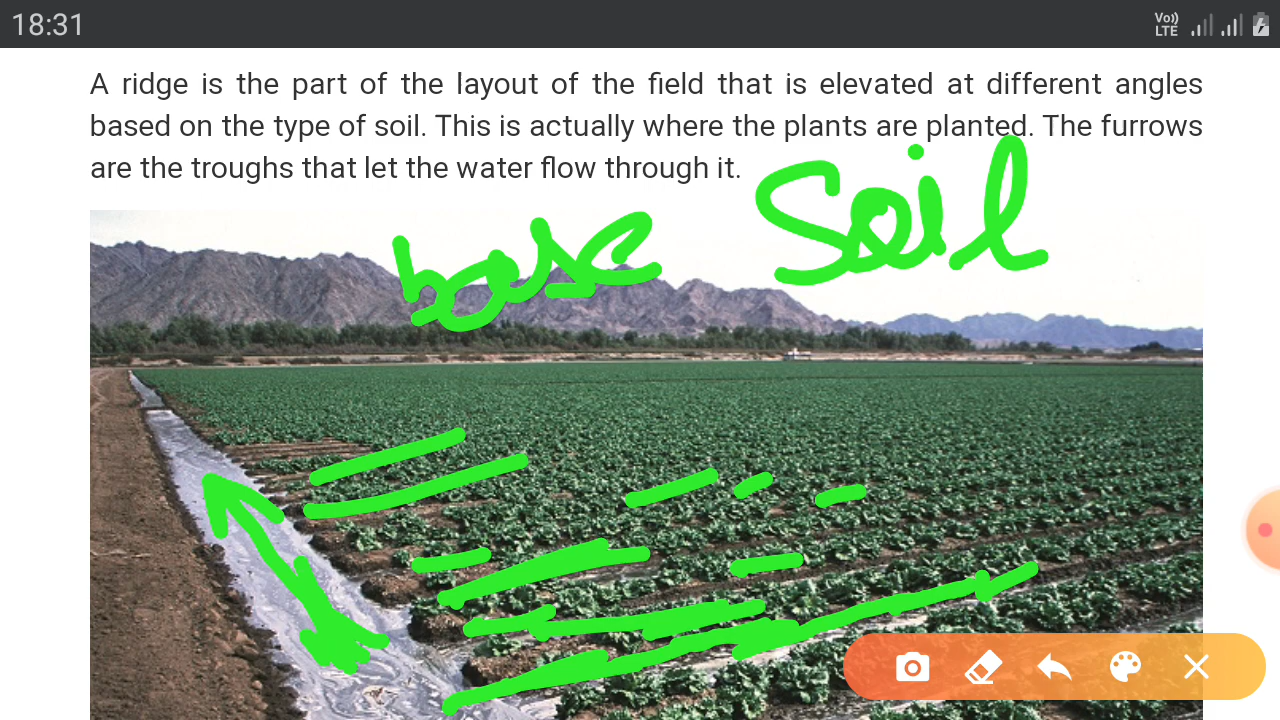 18:31
Vo)) LTE
A ridge is the part of the layout of the field that is elevated at different angles
based on the type of soil. This is actually where the plants are planted. The furrows
are the troughs that let the water flow through it.
base Soil